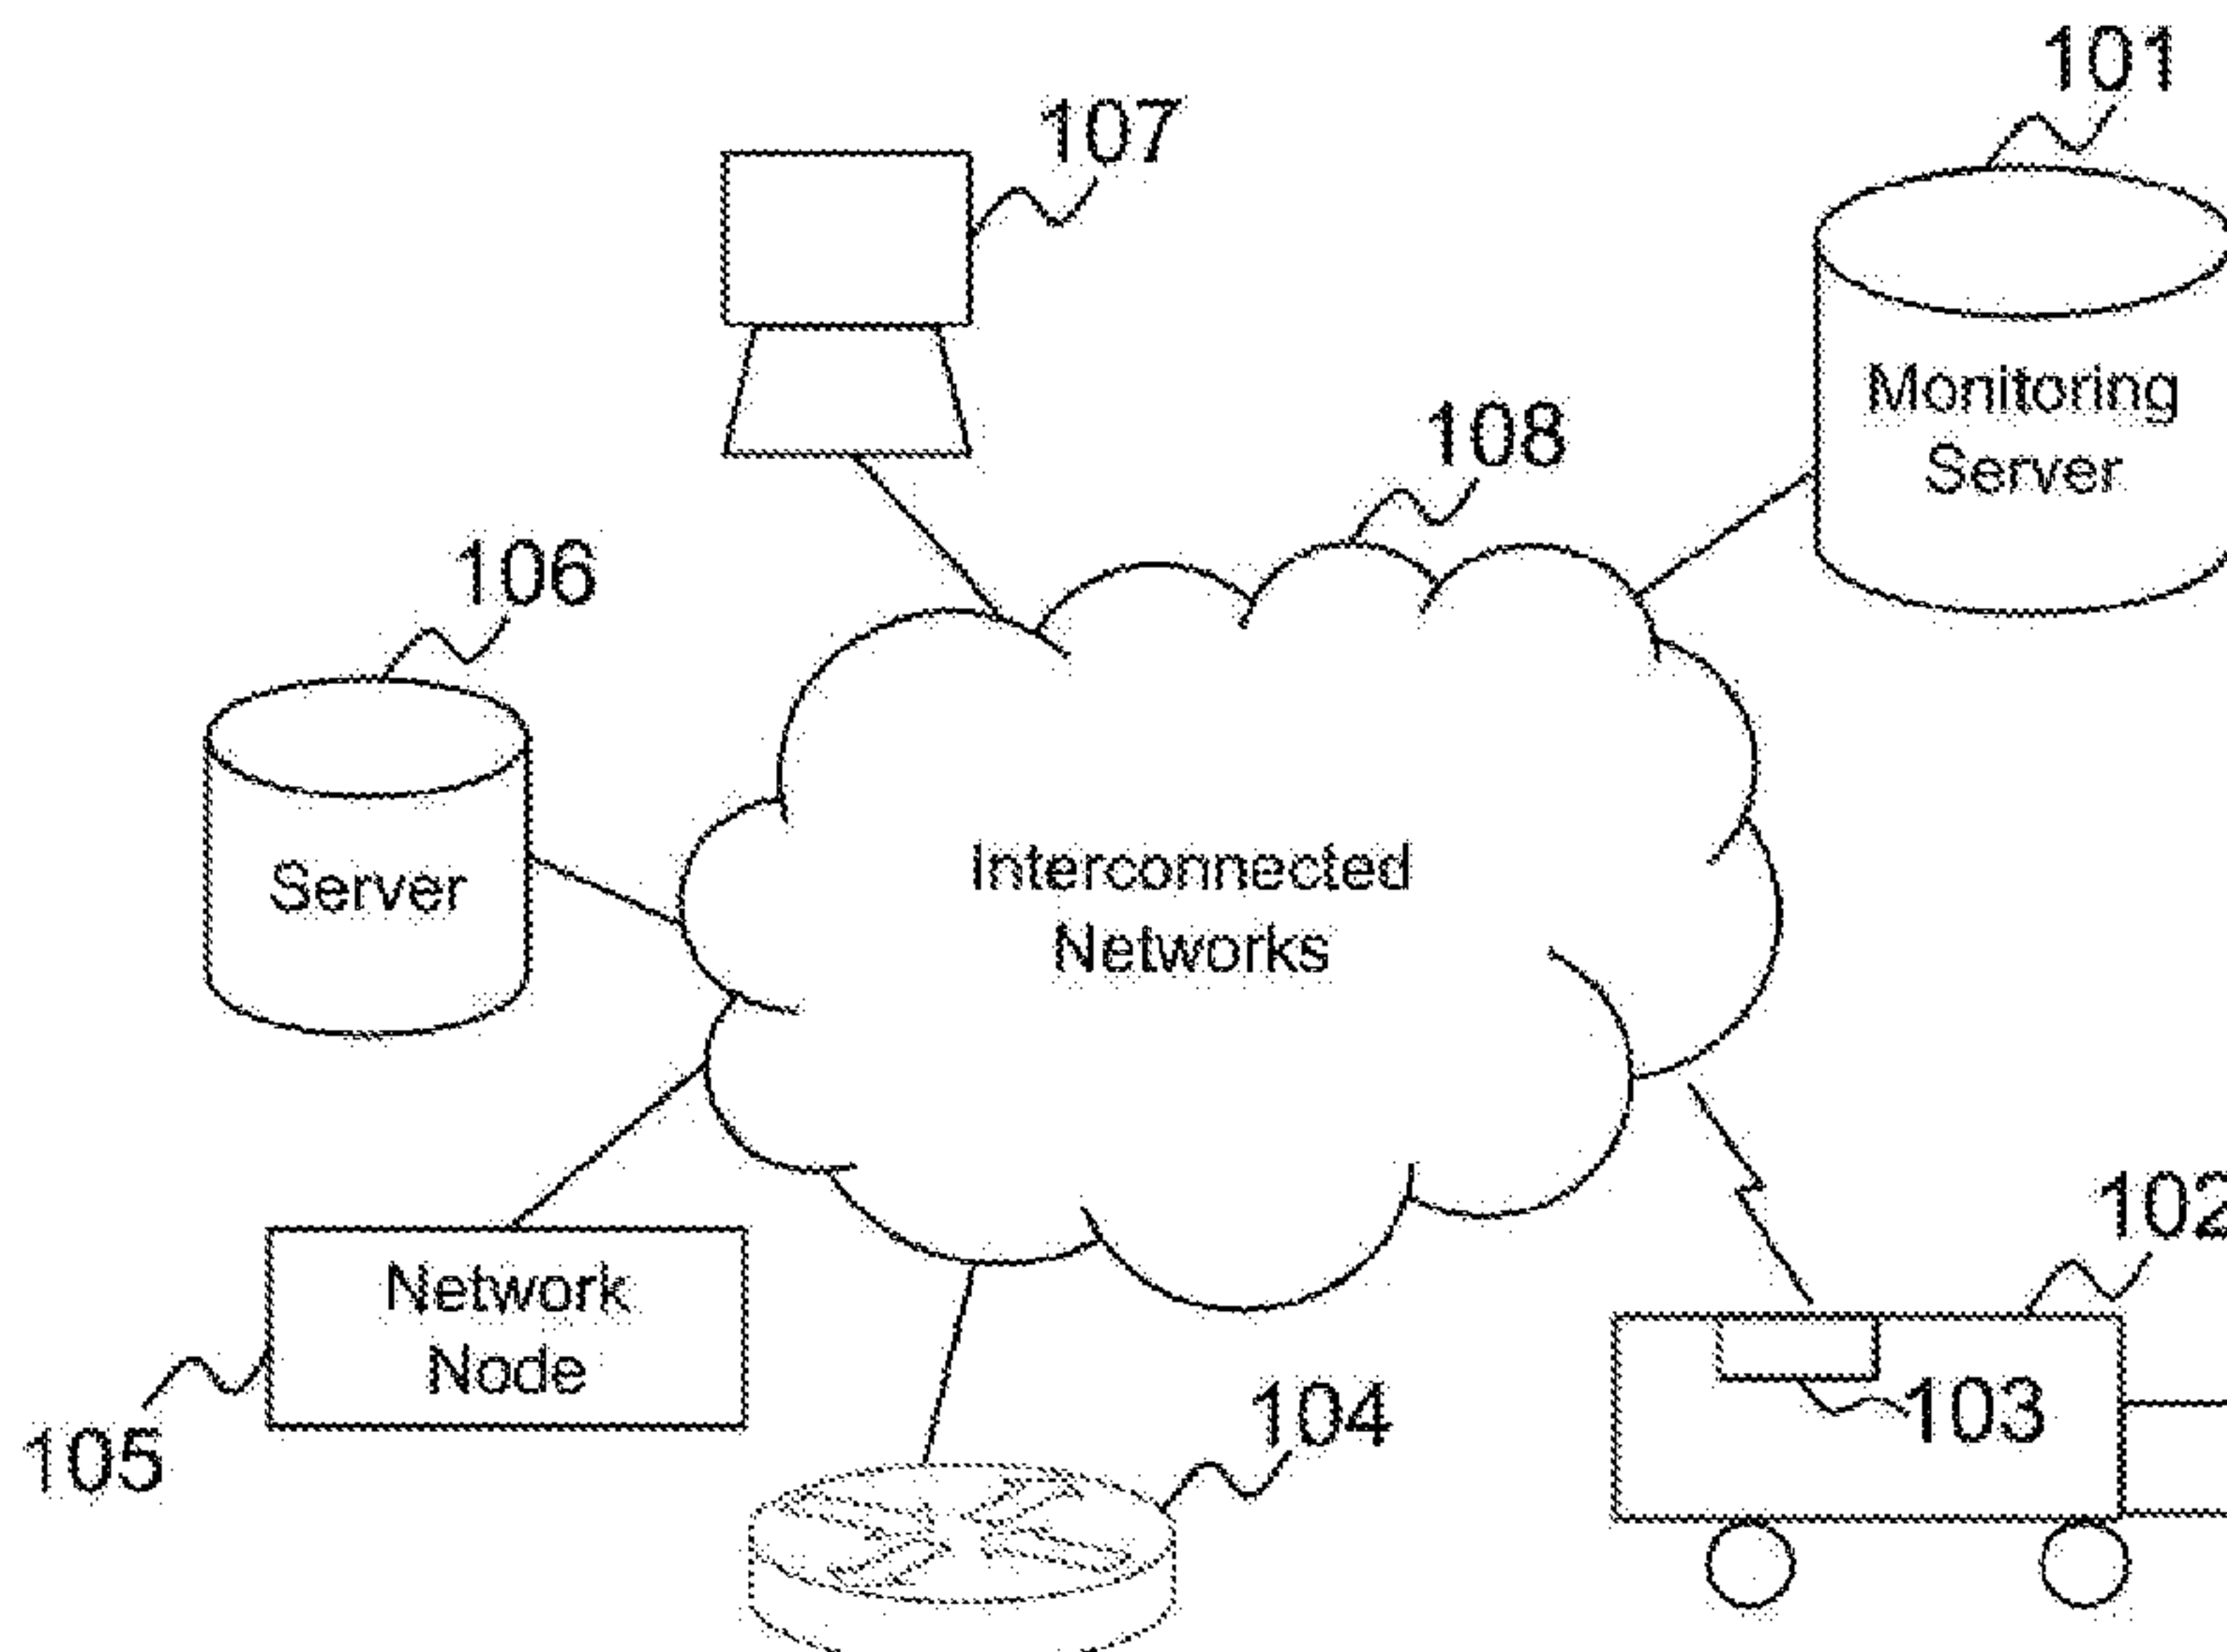 101
107
Monitoring
Server
108
106
Interconnected
Networks
Server
102
Network
Node
103
104
105